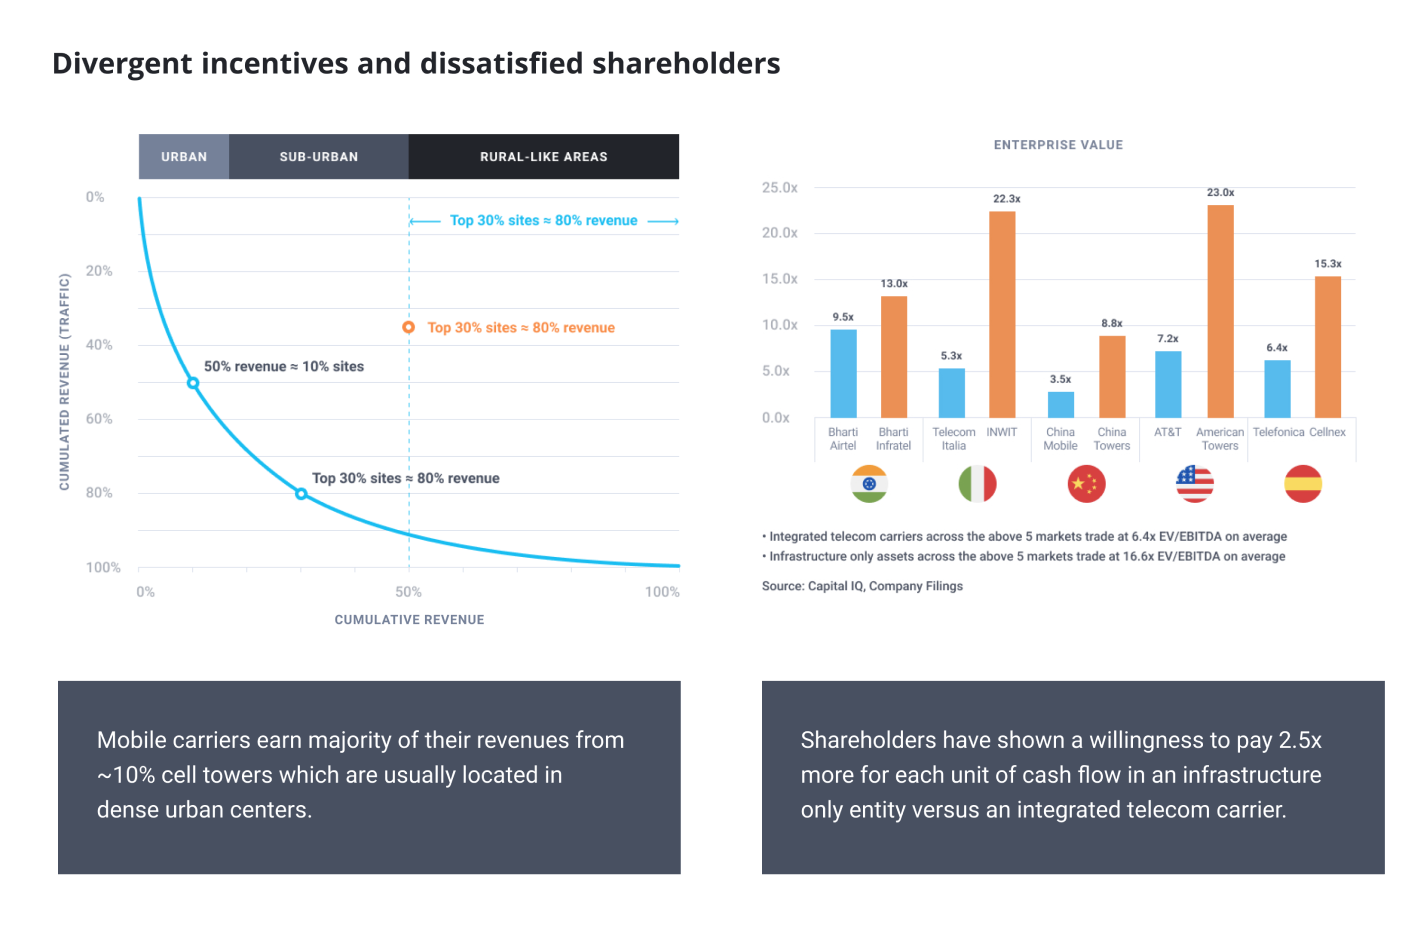 Divergent incentives and dissatisfied shareholders
URBAN
SUB-URBAN
RURAL-LIKE AREAS
0%
20%
40%
60%
80%
100%
CUMULATED REVENUE (TRAFFIC)
Top 30% sites ≈ 80% revenue
Top 30% sites ≈ 80% revenue
50% revenue ≈ 10% sites
Top 30% sites ≈ 80% revenue
0%
50%
100%
CUMULATIVE REVENUE
Mobile carriers earn majority of their revenues from
~10% cell towers which are usually located in
dense urban centers.
ENTERPRISE VALUE
25.0x
20.0x
15.0x
10.0x
5.0x
0.0x
9.5x
13.0x
5.3x
22.3x
3.5x
8.8x
7.2x
23.0x
6.4x
15.3x
Bharti
Airtel
Bharti
Infratel
Telecom
Italia
INWIT
China
Mobile
China
Towers
AT&T
American
Towers
Telefonica
Cellnex
• Integrated telecom carriers across the above 5 markets trade at 6.4x EV/EBITDA on average
• Infrastructure only assets across the above 5 markets trade at 16.6x EV/EBITDA on average
Source: Capital IQ, Company Filings
Shareholders have shown a willingness to pay 2.5x
more for each unit of cash flow in an infrastructure
only entity versus an integrated telecom carrier.